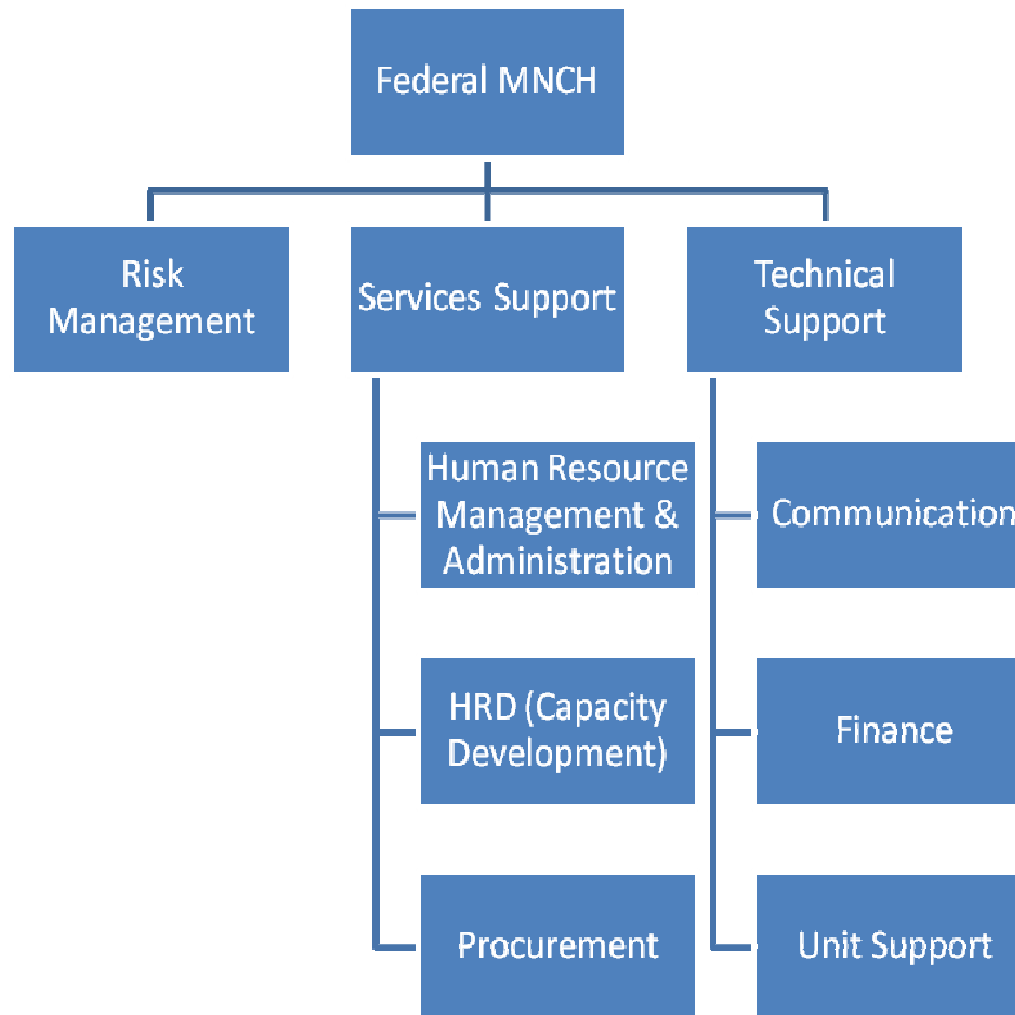 Federal MNCH
Risk
Management
Services Support
Technical
Support
Human Resource
Management &
Administration
Communication
HRD (Capacity
Development)
Finance
Procurement
Unit Support